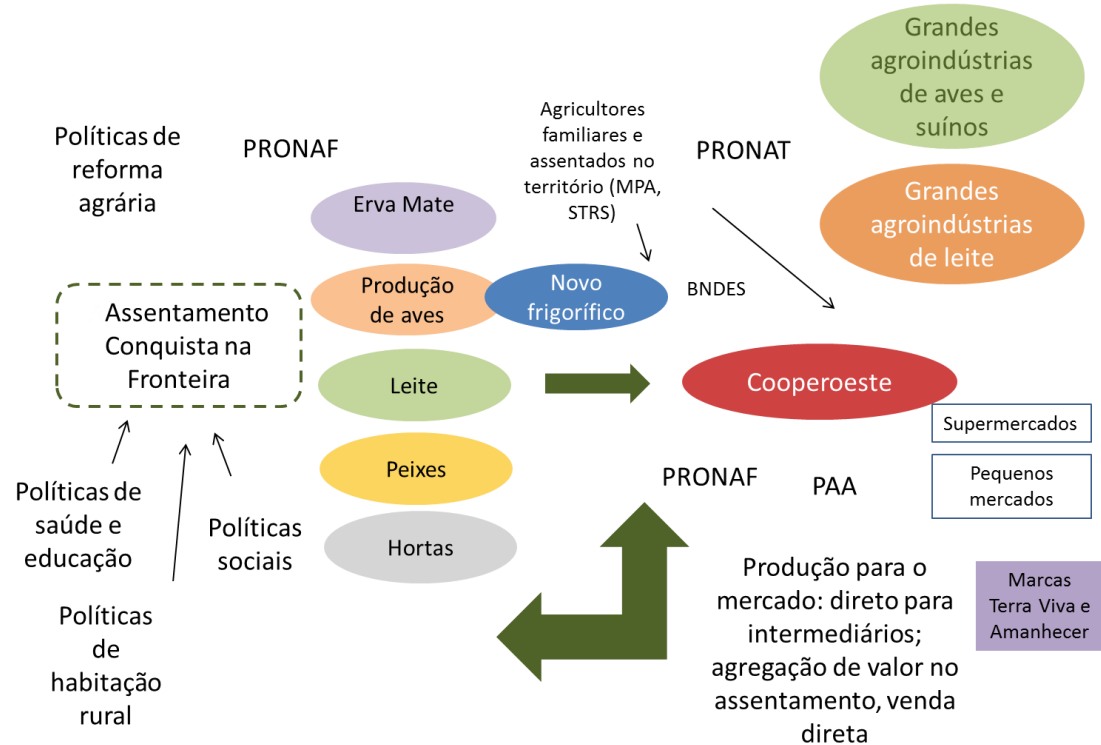 Grandes
agroindústrias
de aves e
suínos
Políticas de
reforma
agrária
PRONAF
Agricultores
familiares e
assentados no
território (MPA,
STRS)
PRONAT
Erva Mate
Grandes
agroindústrias
de leite
Produção
de aves
Novo
frigorífico
BNDES
Assentamento
Conquista na
Fronteira
Leite
Cooperoeste
Supermercados
Peixes
PRONAF
PAA
Pequenos
mercados
Políticas de
saúde e
educação
Políticas
sociais
Hortas
Produção para o
mercado: direto para
intermediários;
agregação de valor no
assentamento, venda
direta
Marcas
Terra Viva e
Amanhecer
Políticas
de
habitação
rural